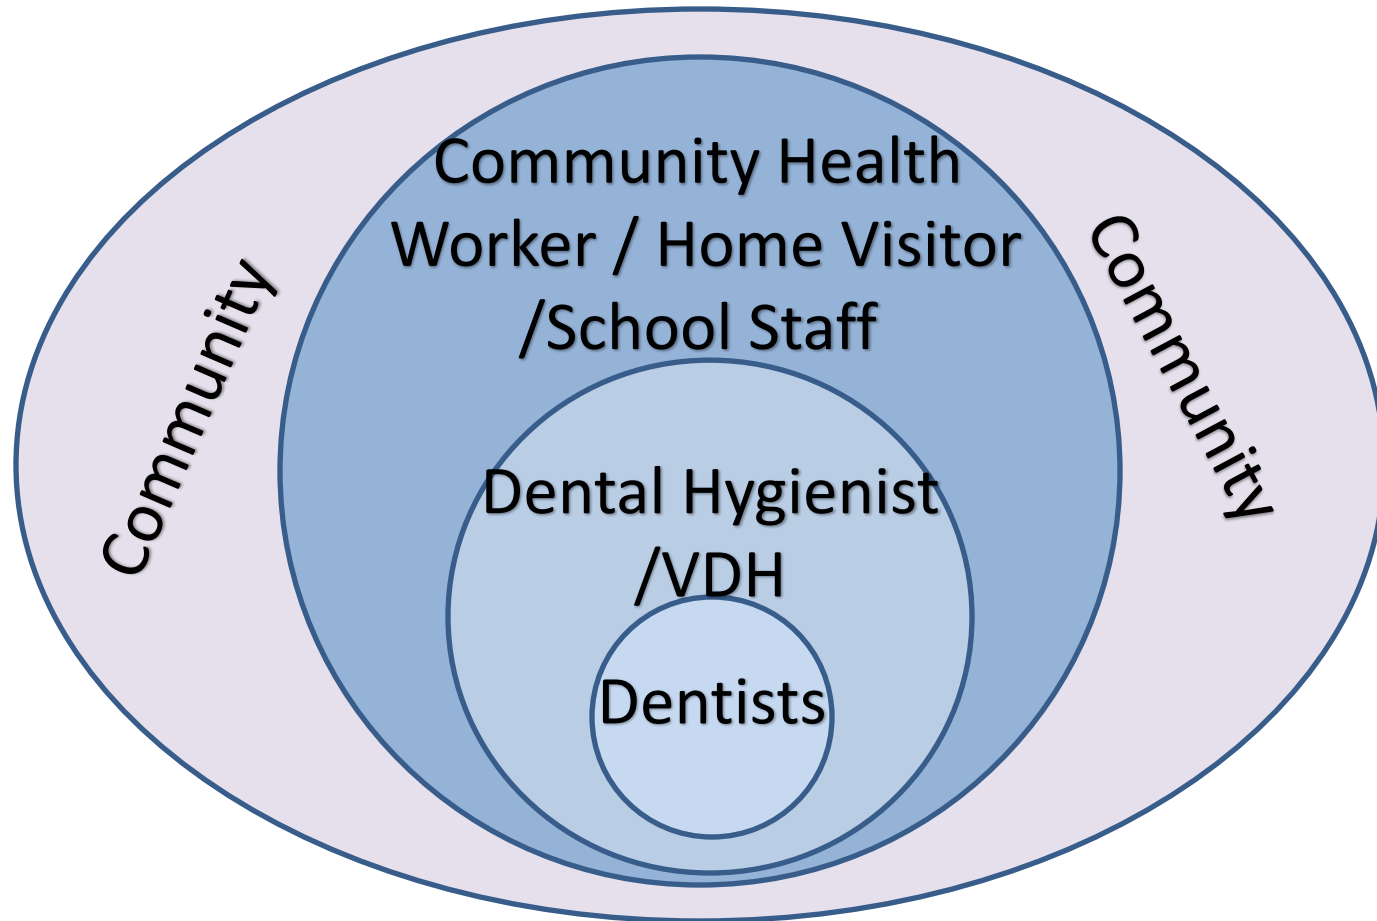 Community Health
Worker / Home Visitor
/School Staff
Community
Community
Dental Hygienist
/VDH
Dentists